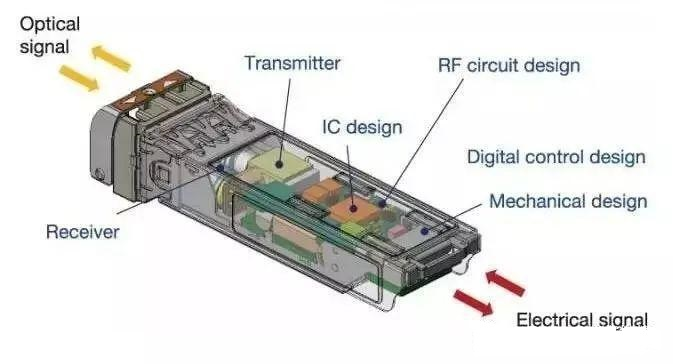 Optical
signal
Transmitter
RF circuit design
IC design
Digital control design
Mechanical design
Receiver
Electrical signal